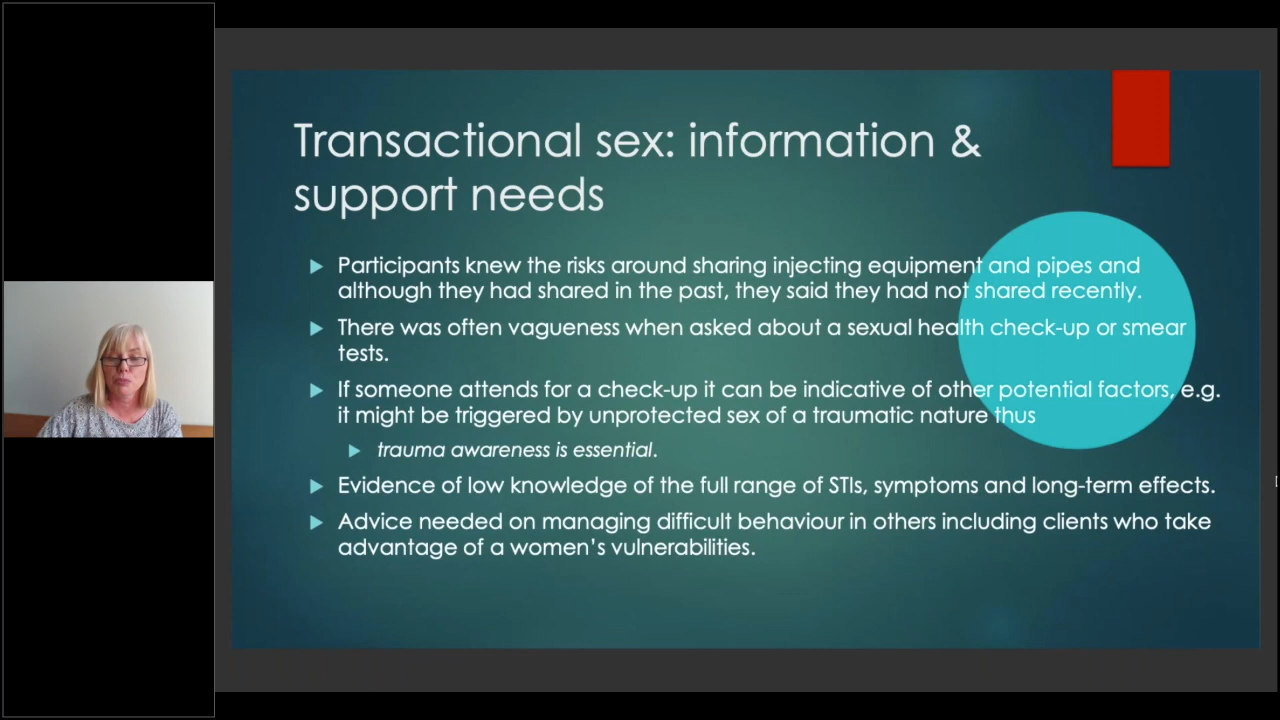 Transactional sex: information &
support needs
Participants knew the risks around sharing injecting equipment and pipes and
although they had shared in the past, they said they had not shared recently.
There was often vagueness when asked about a sexual health check-up or smear
tests.
If someone attends for a check-up it can be indicative of other potential factors, e.g.
it might be triggered by unprotected sex of a traumatic nature thus
trauma awareness is essential.
Evidence of low knowledge of the full range of STIs, symptoms and long-term effects.
Advice needed on managing difficult behaviour in others including clients who take
advantage of a women’s vulnerabilities.